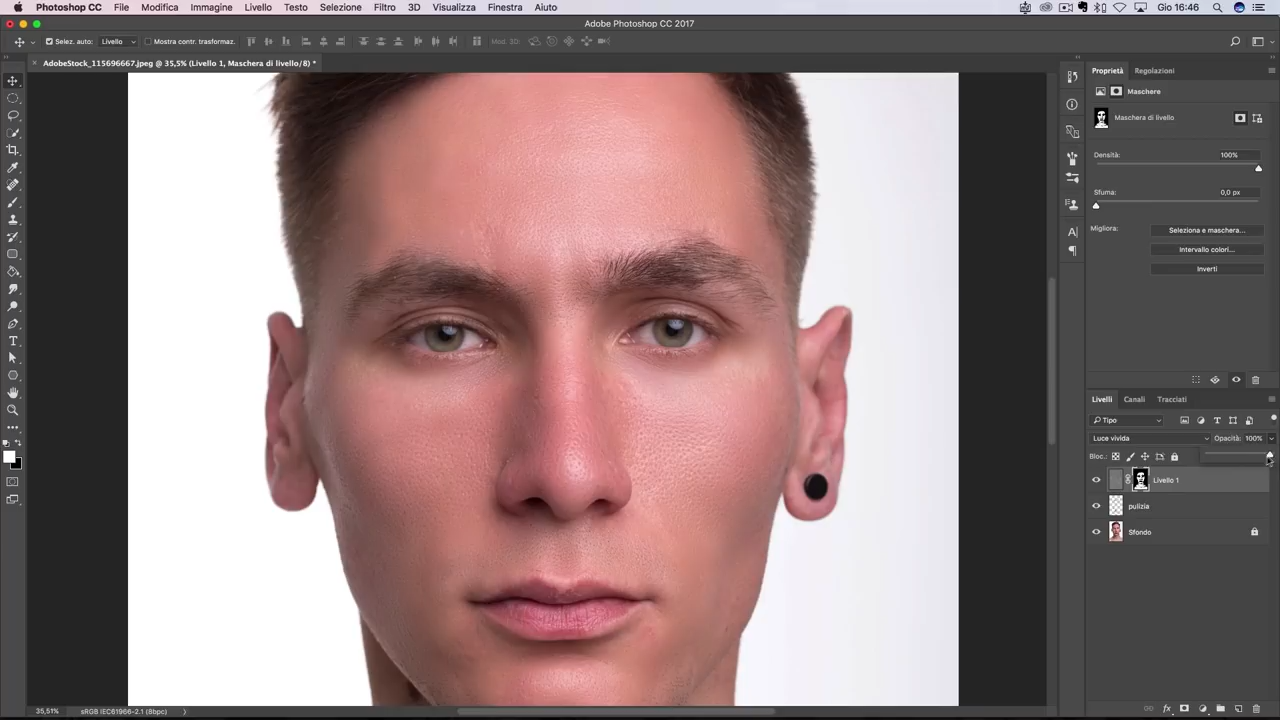 Photoshop CC File Modifica Immagine Livello Testo Selezione Filtro 3D Visualizza Finestra Aiuto Gio 16:46
Adobe Photoshop CC 2017
Selez. auto: Livello Mostra contr. trasformaz. Mod. 3D:
AdobeStock_115696667.jpeg @ 35,5% (Livello 1, Maschera di livello/8) *
Proprietà Regolazioni
Maschere
Maschera di livello
Densità: 100%
Sfuma: 0,0 px
Migliora: Seleziona e maschera...
Intervallo colori...
Inverti
Livelli Canali Tracciati
Tipo
Luce vivida Opacità: 100%
Bloc.:
Livello 1
pulizia
Sfondo
35,51% sRGB IEC61966-2.1 (8bpc)